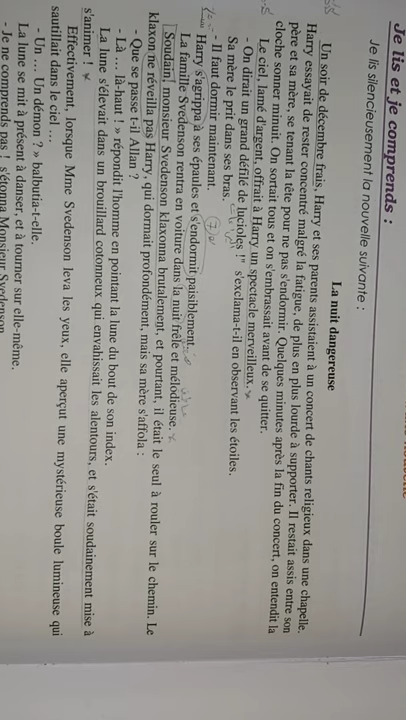 Je lis et je comprends :
Je lis silencieusement la nouvelle suivante :
La nuit dangereuse
Un soir de décembre frais, Harry et ses parents assistaient à un concert de chants religieux dans une chapelle.
Harry essayait de rester concentré malgré la fatigue, de plus en plus lourde à supporter. Il restait assis entre son
père et sa mère, se tenant la tête pour ne pas s'endormir. Quelques minutes après la fin du concert, on entendit la
cloche sonner minuit. On sortait tous et on s'embrassait avant de se quitter.
Le ciel, lamé d'argent, offrait à Harry un spectacle merveilleux.
- On dirait un grand défilé de lucioles !" s'exclama-t-il en observant les étoiles.
Sa mère le prit dans ses bras.
- Il faut dormir maintenant.
Harry s'agrippa à ses épaules et s'endormit paisiblement.
La famille Svedenson rentra en voiture dans la nuit frêle et mélodieuse.
Soudain, monsieur Svedenson klaxonna brutalement, et pourtant, il était le seul à rouler sur le chemin. Le
klaxon ne réveilla pas Harry, qui dormait profondément, mais sa mère s'affola :
- Que se passe t-il Allan ?
- Là … là-haut ! » répondit l'homme en pointant la lune du bout de son index.
La lune s'élevait dans un brouillard cotonneux qui envahissait les alentours, et s'était soudainement mise à
s'animer !
Effectivement, lorsque Mme Svedenson leva les yeux, elle aperçut une mystérieuse boule lumineuse qui
sautillait dans le ciel …
- Un … Un démon ? » balbutia-t-elle.
La lune se mit à présent à danser, et à tourner sur elle-même.
- Je ne comprends pas ! s'étonna Monsieur Svedenson